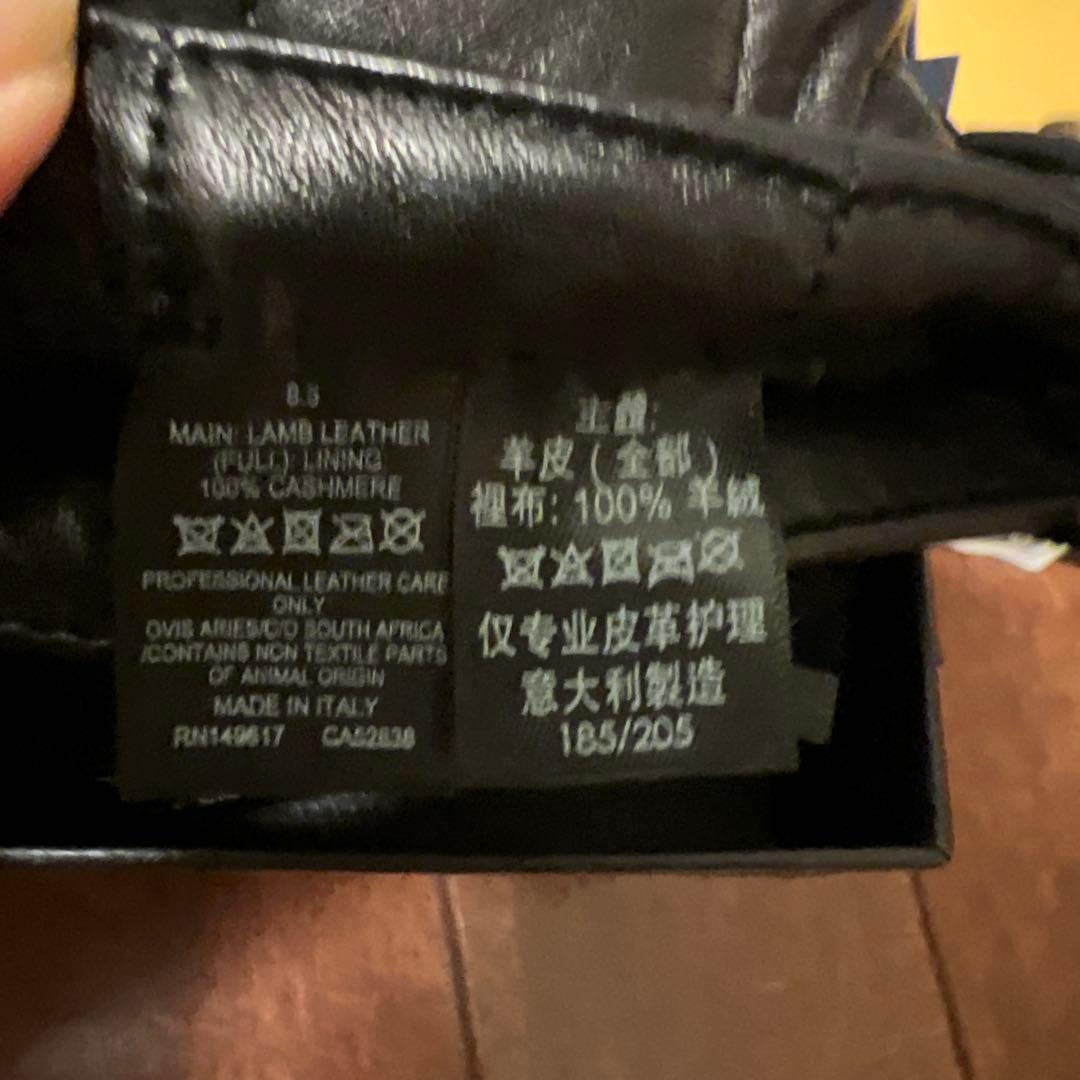 8.5
MAIN: LAMB LEATHER
(FULL): LINING
100% CASHMERE
PROFESSIONAL LEATHER CARE
ONLY
OVIS ARIES/C/D SOUTH AFRICA
/CONTAINS NON TEXTILE PARTS
OF ANIMAL ORIGIN
MADE IN ITALY
RN149617 CA52838
主體:
羊皮(全部)
裡布: 100% 羊绒
仅专业皮革护理
意大利製造
185/205